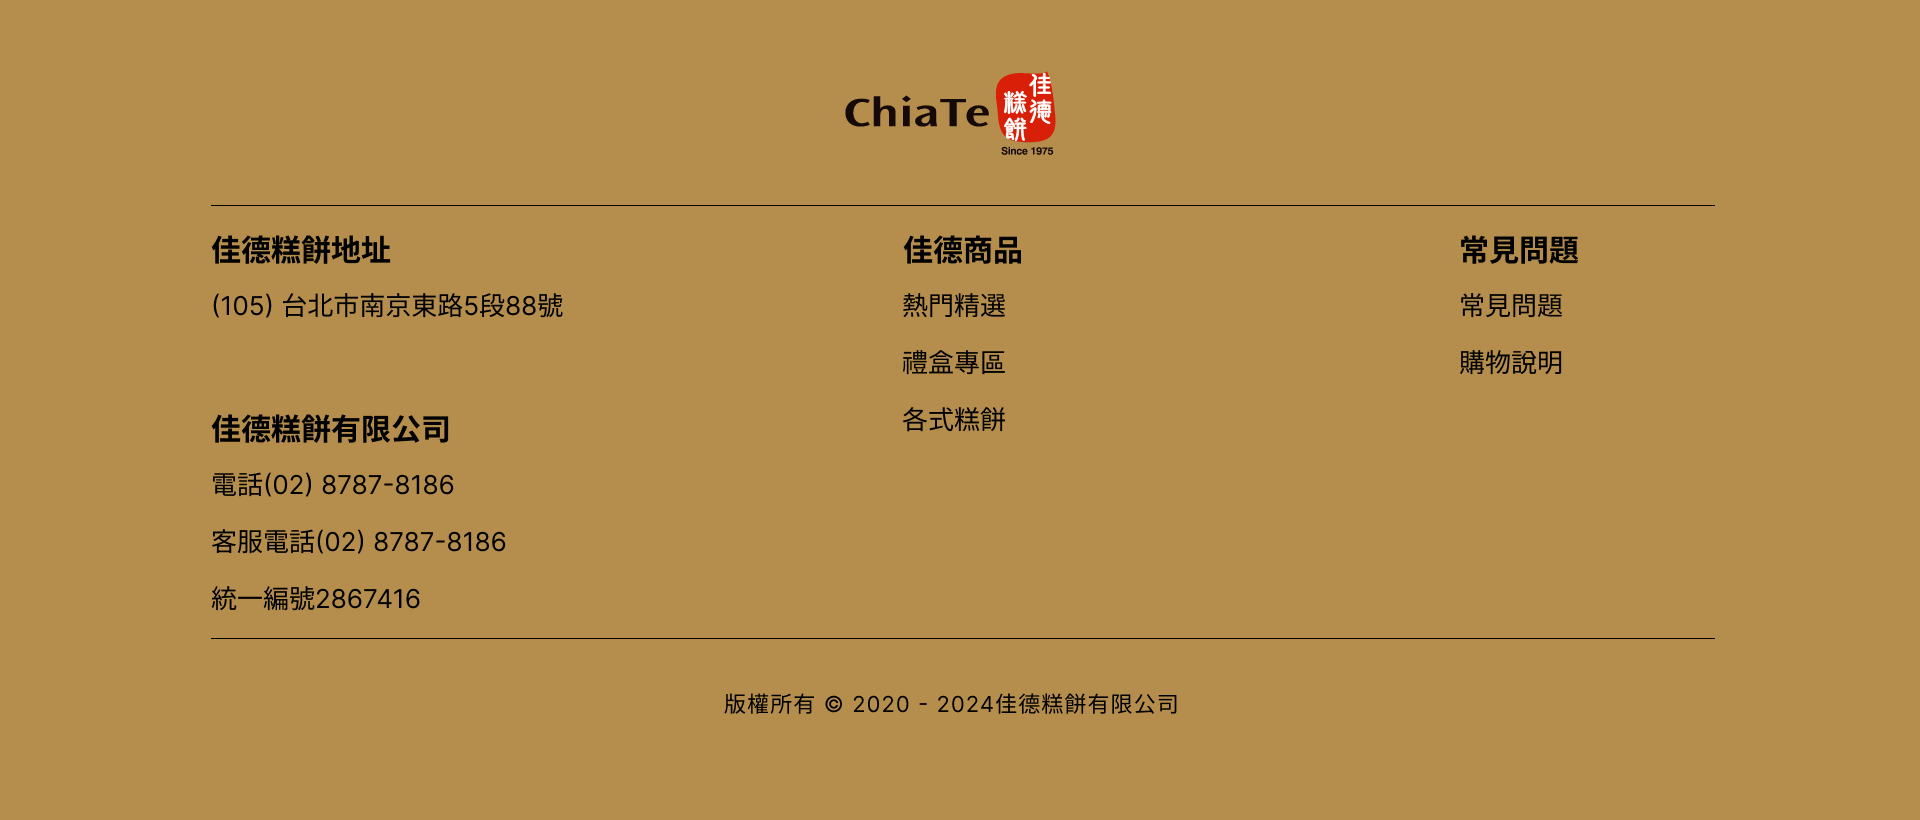 ChiaTe
佳德
糕餅
Since 1975
佳德糕餅地址
(105) 台北市南京東路5段88號
佳德糕餅有限公司
電話(02) 8787-8186
客服電話(02) 8787-8186
統一編號2867416
佳德商品
熱門精選
禮盒專區
各式糕餅
常見問題
常見問題
購物說明
版權所有 © 2020 - 2024佳德糕餅有限公司